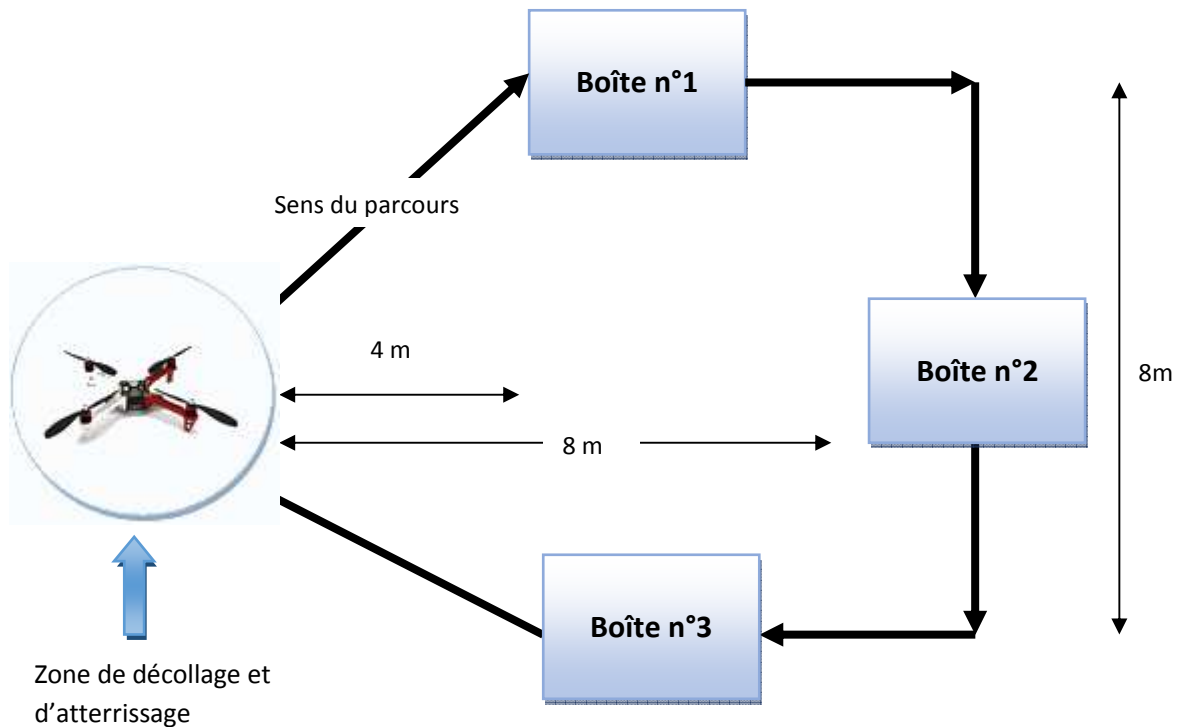 Boîte n°1
Sens du parcours
4 m
Boîte n°2
8m
8 m
Boîte n°3
Zone de décollage et
d’atterrissage